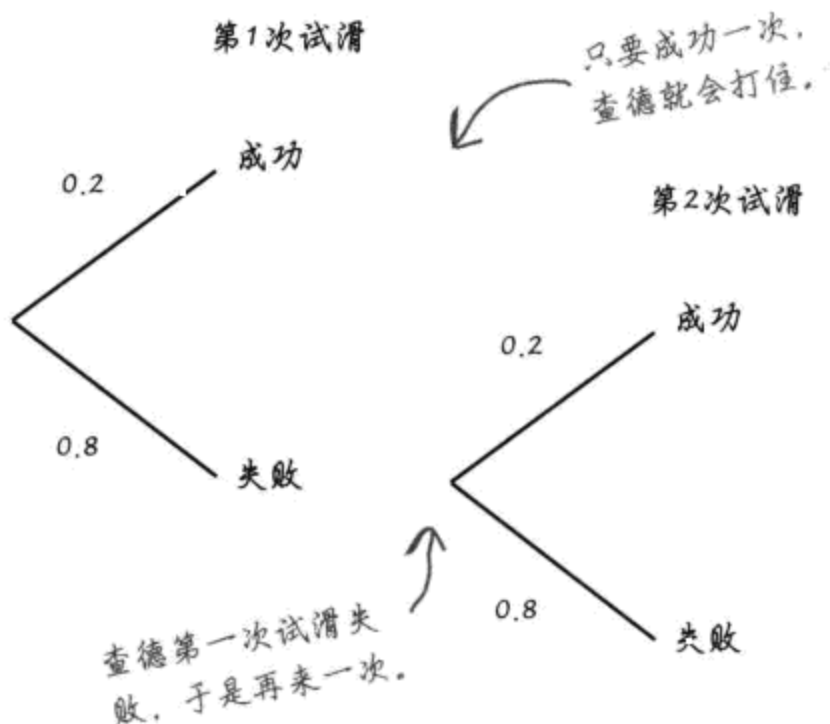 第1次试滑
只要成功一次，
查德就会打住。
成功
0.2
第2次试滑
成功
0.2
0.8
失败
0.8
失败
查德第一次试滑失
败，于是再来一次。